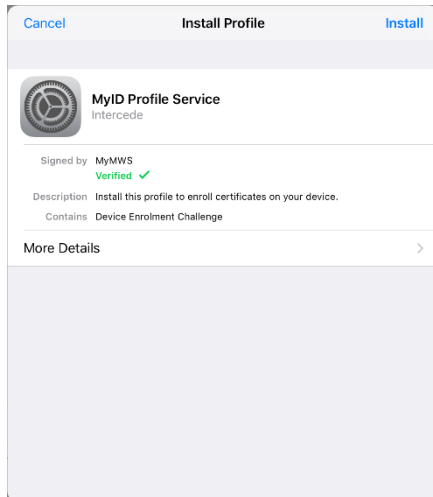 Cancel Install Profile Install
MyID Profile Service
Intercede
Signed by MyMWS
Verified ✓
Description Install this profile to enroll certificates on your device.
Contains Device Enrolment Challenge
More Details